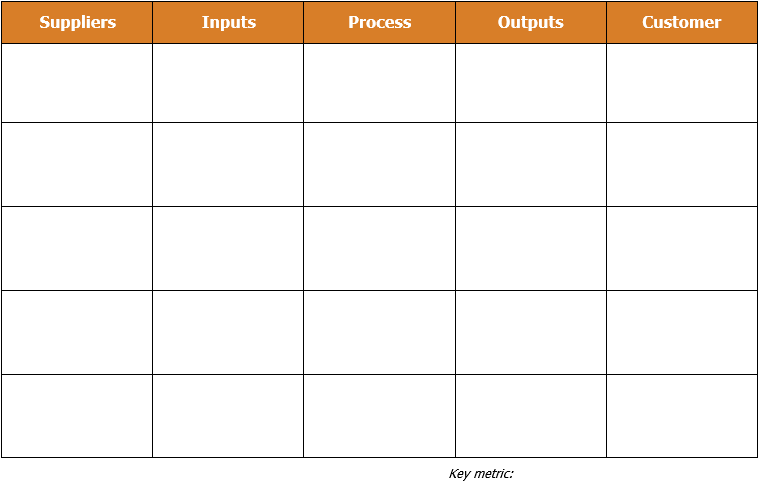 Suppliers Inputs Process Outputs Customer
Key metric: